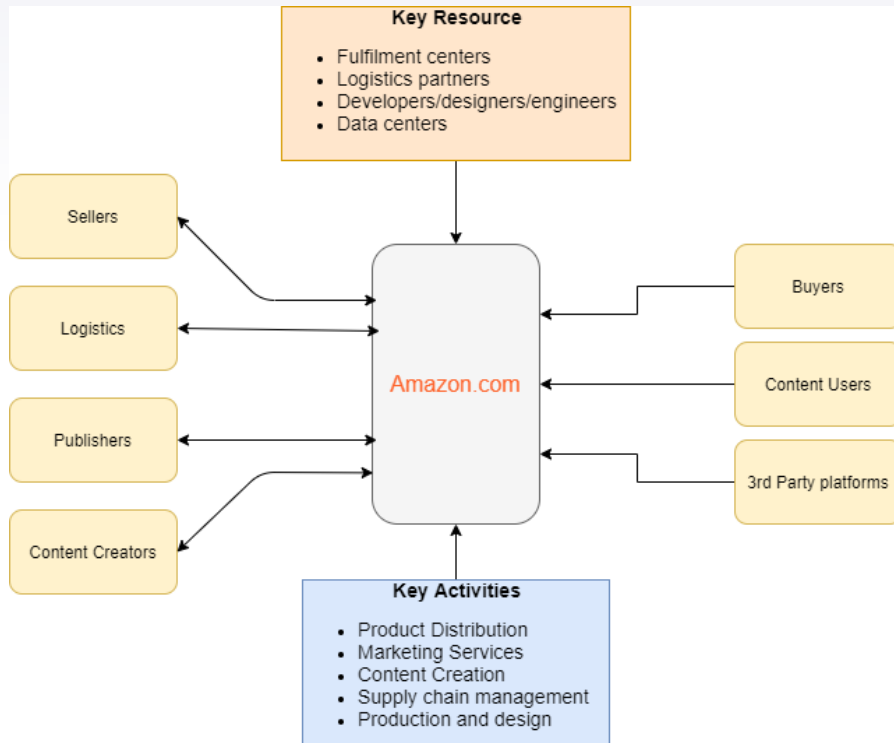 Key Resource
• Fulfilment centers
• Logistics partners
• Developers/designers/engineers
• Data centers
Sellers
Logistics
Publishers
Content Creators
Amazon.com
Buyers
Content Users
3rd Party platforms
Key Activities
• Product Distribution
• Marketing Services
• Content Creation
• Supply chain management
• Production and design